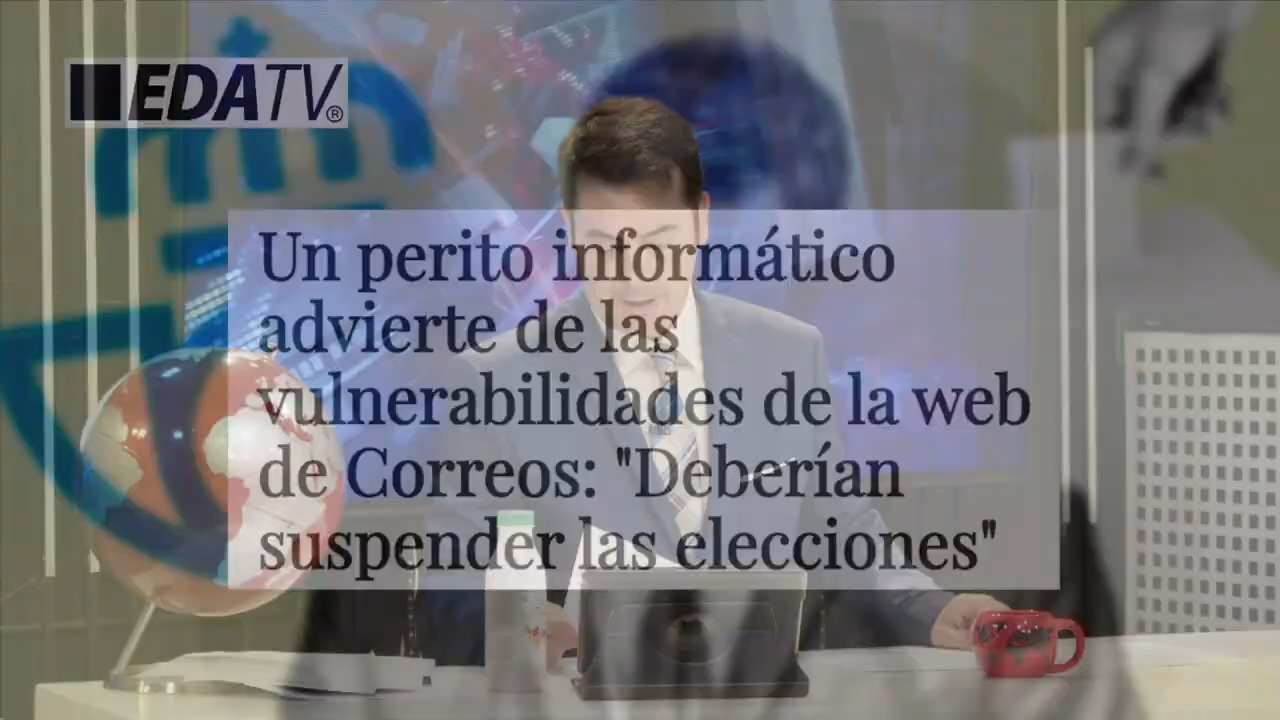 EDATV®
Un perito informático
advierte de las
vulnerabilidades de la web
de Correos: "Deberían
suspender las elecciones"